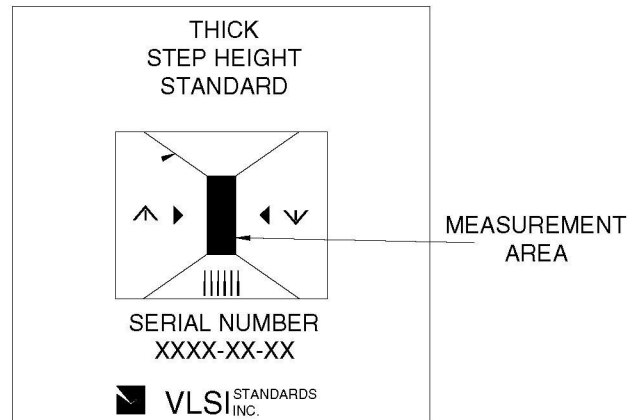 THICK
STEP HEIGHT
STANDARD
MEASUREMENT
AREA
SERIAL NUMBER
XXXX-XX-XX
VLSI STANDARDS
INC.